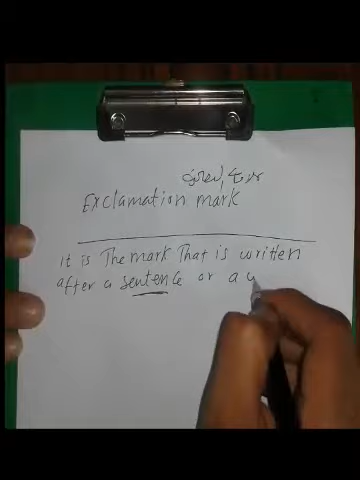 Exclamation mark
It is The mark That is written
after a sentence or a